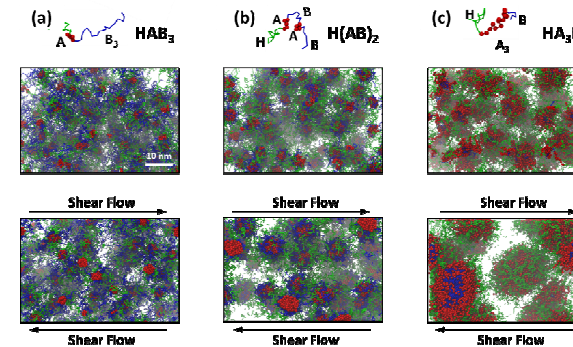 (a) A B3 HAB3
(b) H A A B B H(AB)2
(c) H A3 B HA3
10 nm
Shear Flow Shear Flow Shear Flow
Shear Flow Shear Flow Shear Flow